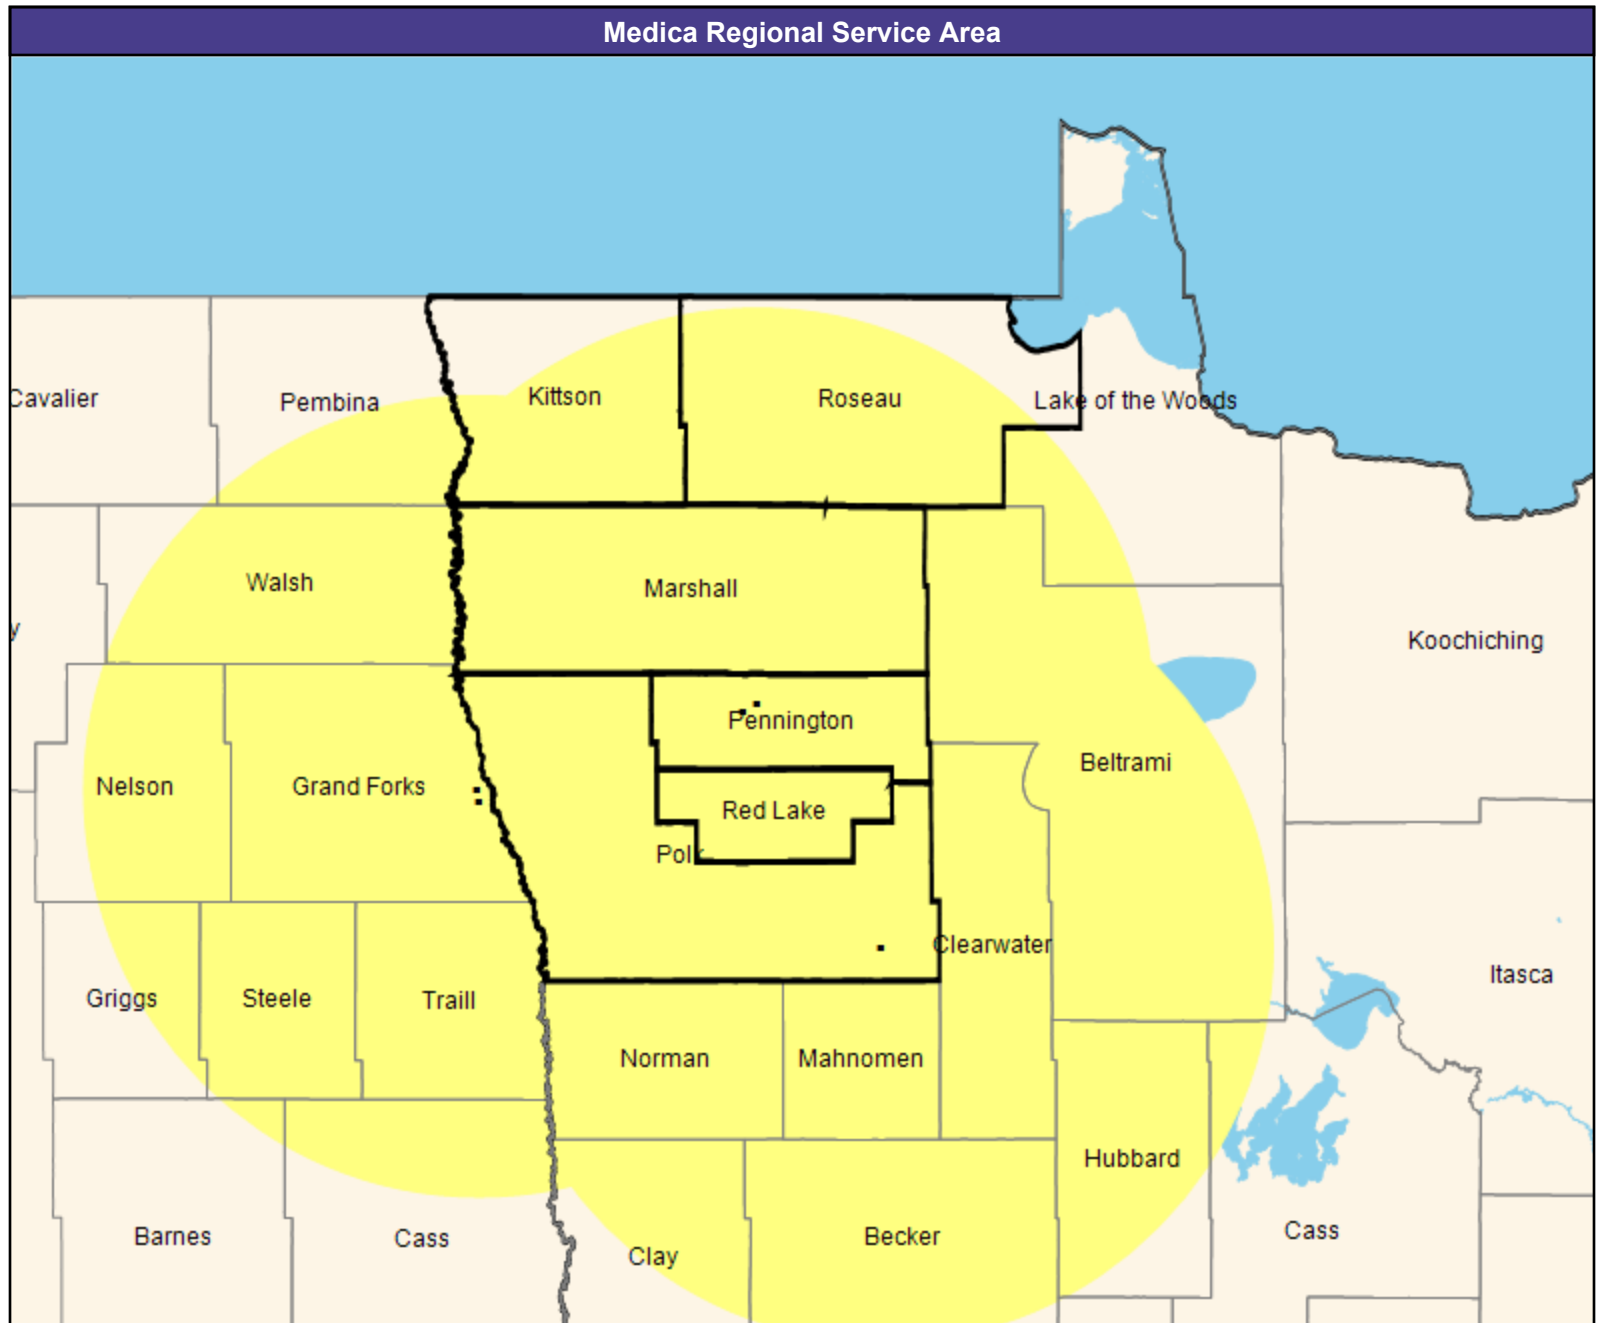 Medica Regional Service Area
Kittson
Roseau
Cavalier
Pembina
Lake of the Woods
Walsh
Marshall
y
Koochiching
Pennington
Beltrami
Nelson
Grand Forks
Red Lake
Polk
Clearwater
Griggs
Steele
Traill
Itasca
Norman
Mahnomen
Hubbard
Barnes
Cass
Clay
Becker
Cass